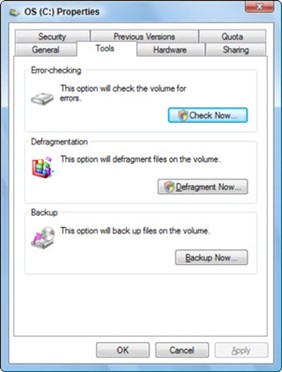 OS (C:) Properties
Security Previous Versions Quota
General Tools Hardware Sharing
Error-checking
This option will check the volume for
errors.
Check Now...
Defragmentation
This option will defragment files on the volume.
Defragment Now...
Backup
This option will back up files on the volume.
Backup Now...
OK Cancel Apply